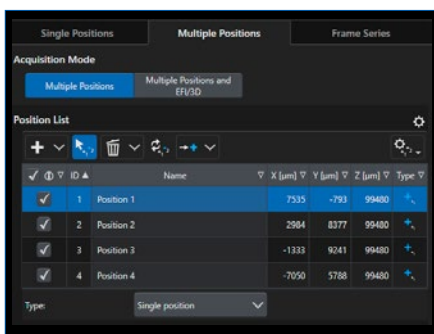 Single Positions Multiple Positions Frame Series
Acquisition Mode
Multiple Positions Multiple Positions and
EFI/3D
Position List
ID Name X [µm] Y [µm] Z [µm] Type
1 Position 1 7535 -793 99480
2 Position 2 2984 8377 99480
3 Position 3 -1333 9241 99480
4 Position 4 -7050 5788 99480
Type: Single position